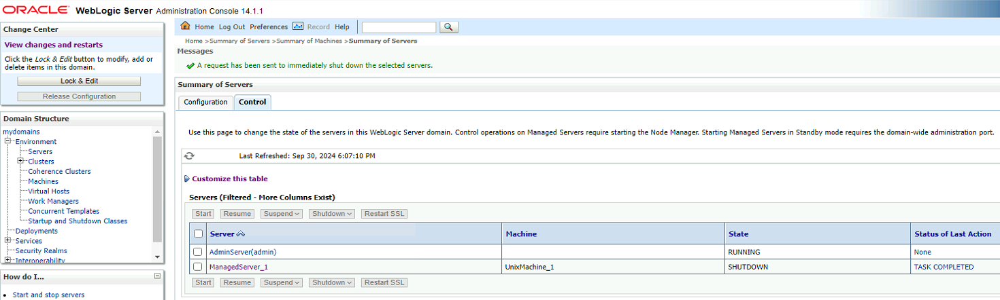 ORACLE® WebLogic Server Administration Console 14.1.1
Change Center
View changes and restarts
Click the Lock & Edit button to modify, add or
delete items in this domain.
Lock & Edit
Release Configuration
Domain Structure
mydomains
Environment
Servers
Clusters
Coherence Clusters
Machines
Virtual Hosts
Work Managers
Concurrent Templates
Startup and Shutdown Classes
Deployments
Services
Security Realms
Interoperability
How do I...
Start and stop servers
Home Log Out Preferences Record Help
Home >Summary of Servers >Summary of Machines >Summary of Servers
Messages
A request has been sent to immediately shut down the selected servers.
Summary of Servers
Configuration Control
Use this page to change the state of the servers in this WebLogic Server domain. Control operations on Managed Servers require starting the Node Manager. Starting Managed Servers in Standby mode requires the domain-wide administration port.
Last Refreshed: Sep 30, 2024 6:07:10 PM
Customize this table
Servers (Filtered - More Columns Exist)
Start Resume Suspend Shutdown Restart SSL
Server Machine State Status of Last Action
AdminServer(admin) RUNNING None
ManagedServer_1 UnixMachine_1 SHUTDOWN TASK COMPLETED
Start Resume Suspend Shutdown Restart SSL